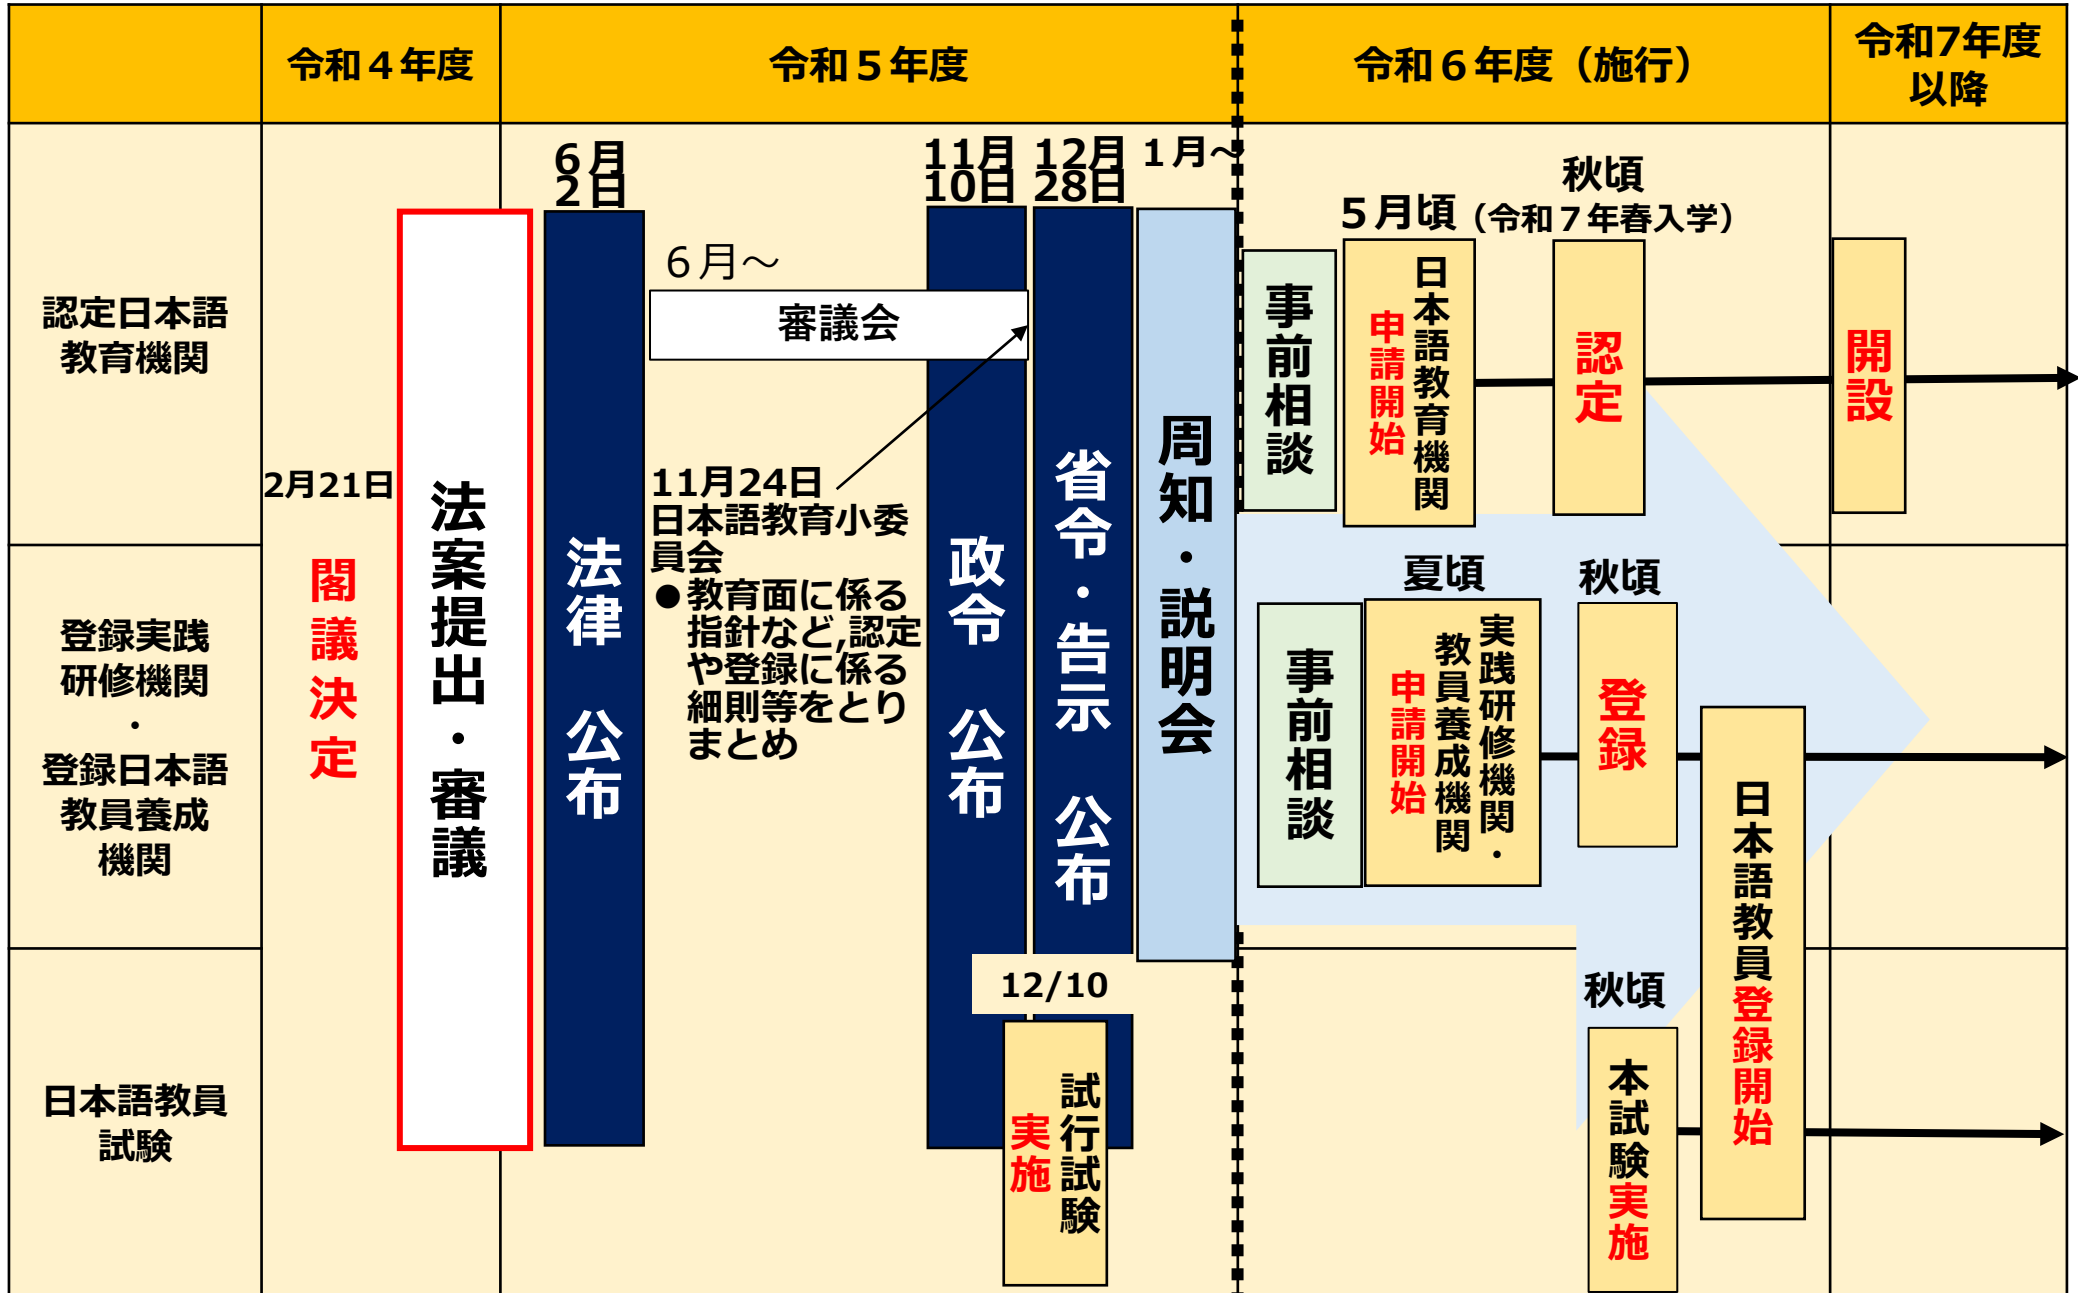 令和４年度
令和５年度
令和６年度（施行）
令和7年度
以降
認定日本語
教育機関
登録実践
研修機関
・
登録日本語
教員養成
機関
日本語教員
試験
2月21日
閣議決定
法案提出・審議
６月
２日
法律　公布
６月～
審議会
11月24日
日本語教育小委
員会
●教育面に係る
指針など,認定
や登録に係る
細則等をとり
まとめ
11月
10日
政令　公布
12月
28日
省令・告示　公布
１月～
周知・説明会
12/10
試行試験
実施
事前相談
５月頃
日本語教育機関
申請開始
秋頃
（令和７年春入学）
認定
開設
事前相談
夏頃
実践研修機関・
教員養成機関
申請開始
秋頃
登録
秋頃
本試験実施
日本語教員登録開始